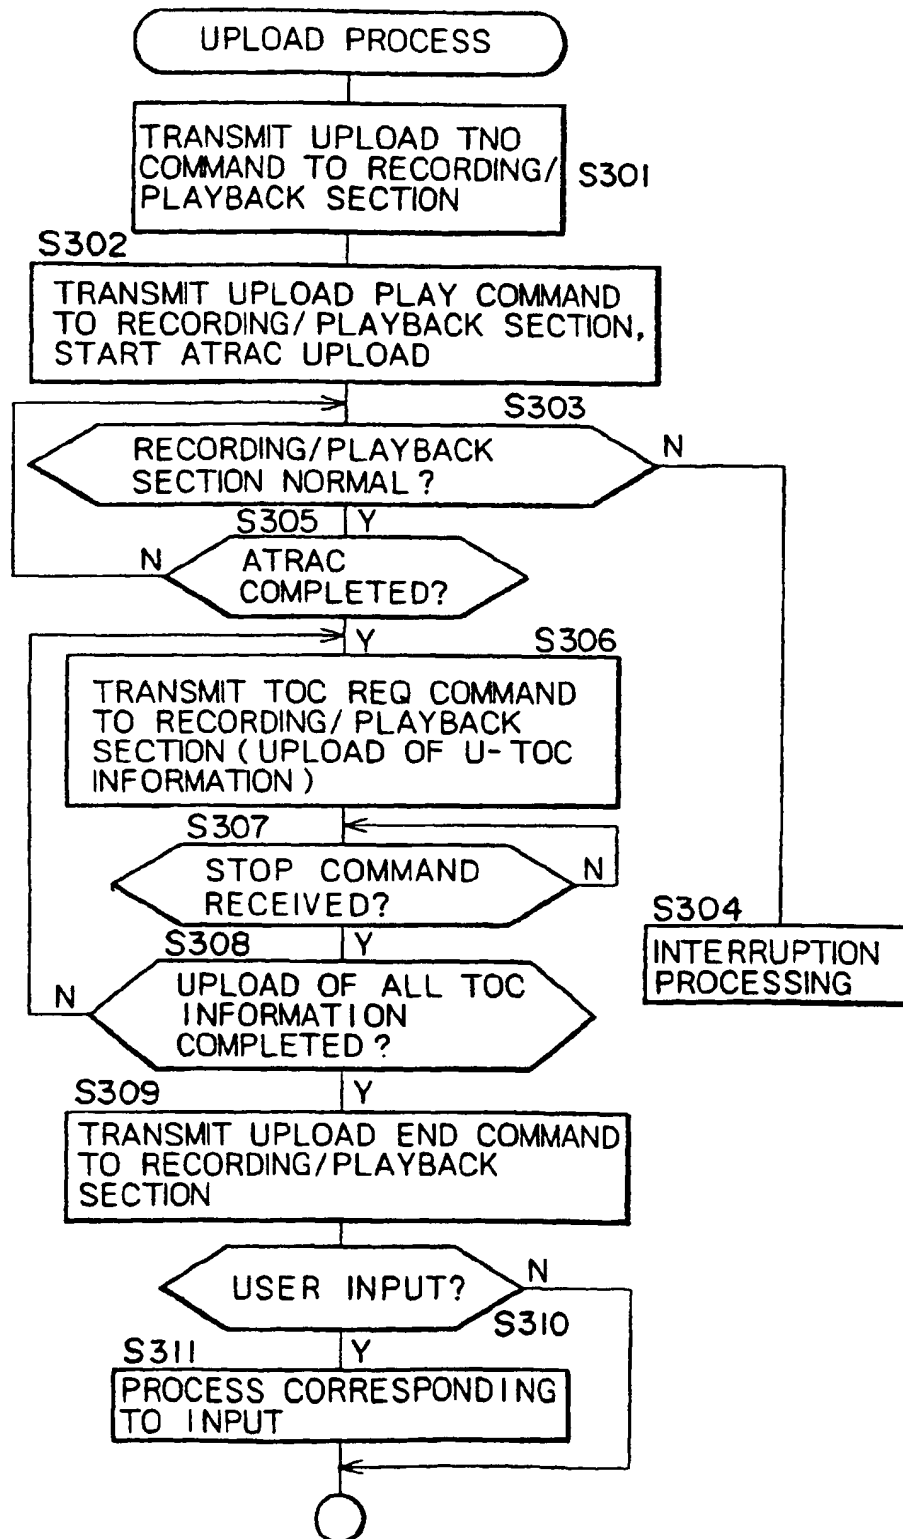 UPLOAD PROCESS
TRANSMIT UPLOAD TNO
COMMAND TO RECORDING/
PLAYBACK SECTION
S301
S302
TRANSMIT UPLOAD PLAY COMMAND
TO RECORDING/PLAYBACK SECTION,
START ATRAC UPLOAD
S303
RECORDING/PLAYBACK
SECTION NORMAL?
N
S305
Y
N
ATRAC
COMPLETED?
Y
S306
TRANSMIT TOC REQ COMMAND
TO RECORDING/PLAYBACK
SECTION (UPLOAD OF U-TOC
INFORMATION)
S307
STOP COMMAND
RECEIVED?
N
S304
INTERRUPTION
PROCESSING
S308
Y
N
UPLOAD OF ALL TOC
INFORMATION
COMPLETED?
S309
Y
TRANSMIT UPLOAD END COMMAND
TO RECORDING/PLAYBACK
SECTION
USER INPUT?
N
S310
S311
Y
PROCESS CORRESPONDING
TO INPUT